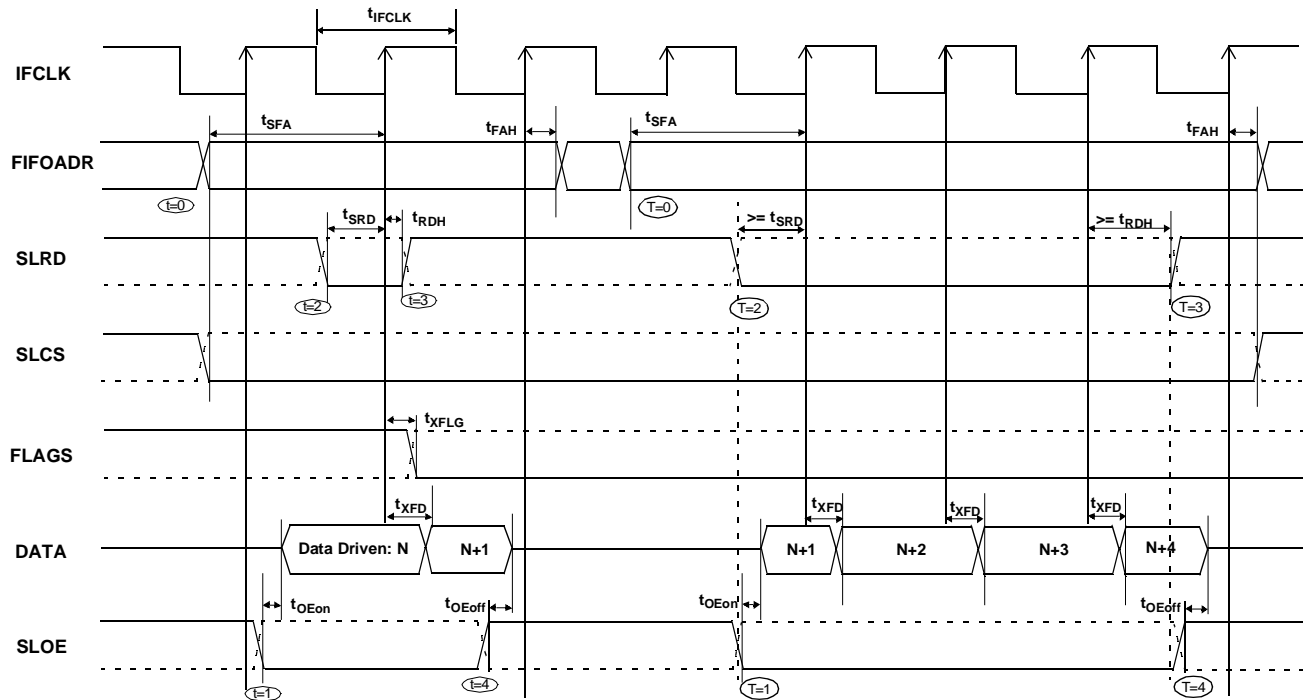 tIFCLK
IFCLK
tSFA
tFAH
tSFA
tFAH
FIFOADR
t=0
T=0
tSRD
tRDH
>= tSRD
>= tRDH
SLRD
t=2
t=3
T=2
T=3
SLCS
tXFLG
FLAGS
tXFD
tXFD
tXFD
tXFD
DATA
Data Driven: N
N+1
N+1
N+2
N+3
N+4
tOEon
tOEoff
tOEon
tOEoff
SLOE
t=1
t=4
T=1
T=4